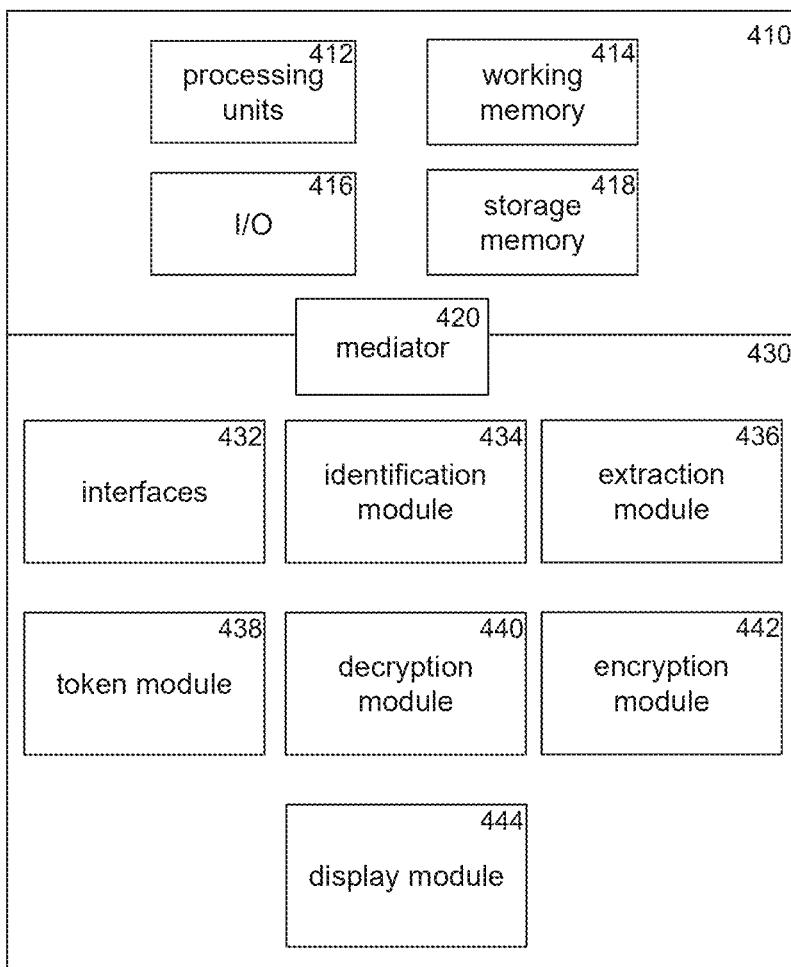 410
412
processing
units
414
working
memory
416
I/O
418
storage
memory
420
mediator
430
432
interfaces
434
identification
module
436
extraction
module
438
token module
440
decryption
module
442
encryption
module
444
display module